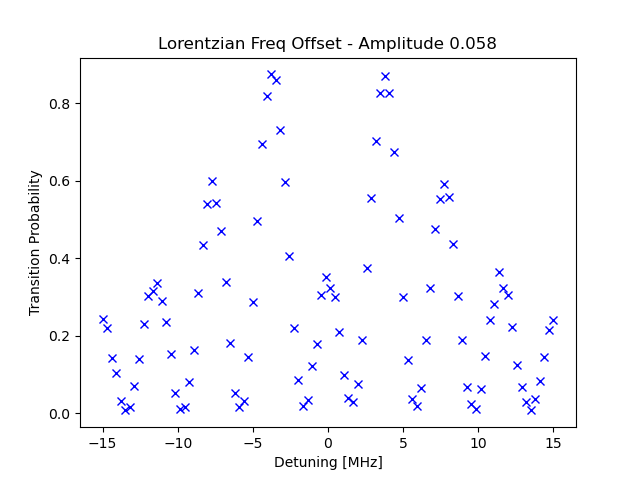 Lorentzian Freq Offset - Amplitude 0.058
Transition Probability
0.8
0.6
0.4
0.2
0.0
−15 −10 −5 0 5 10 15
Detuning [MHz]